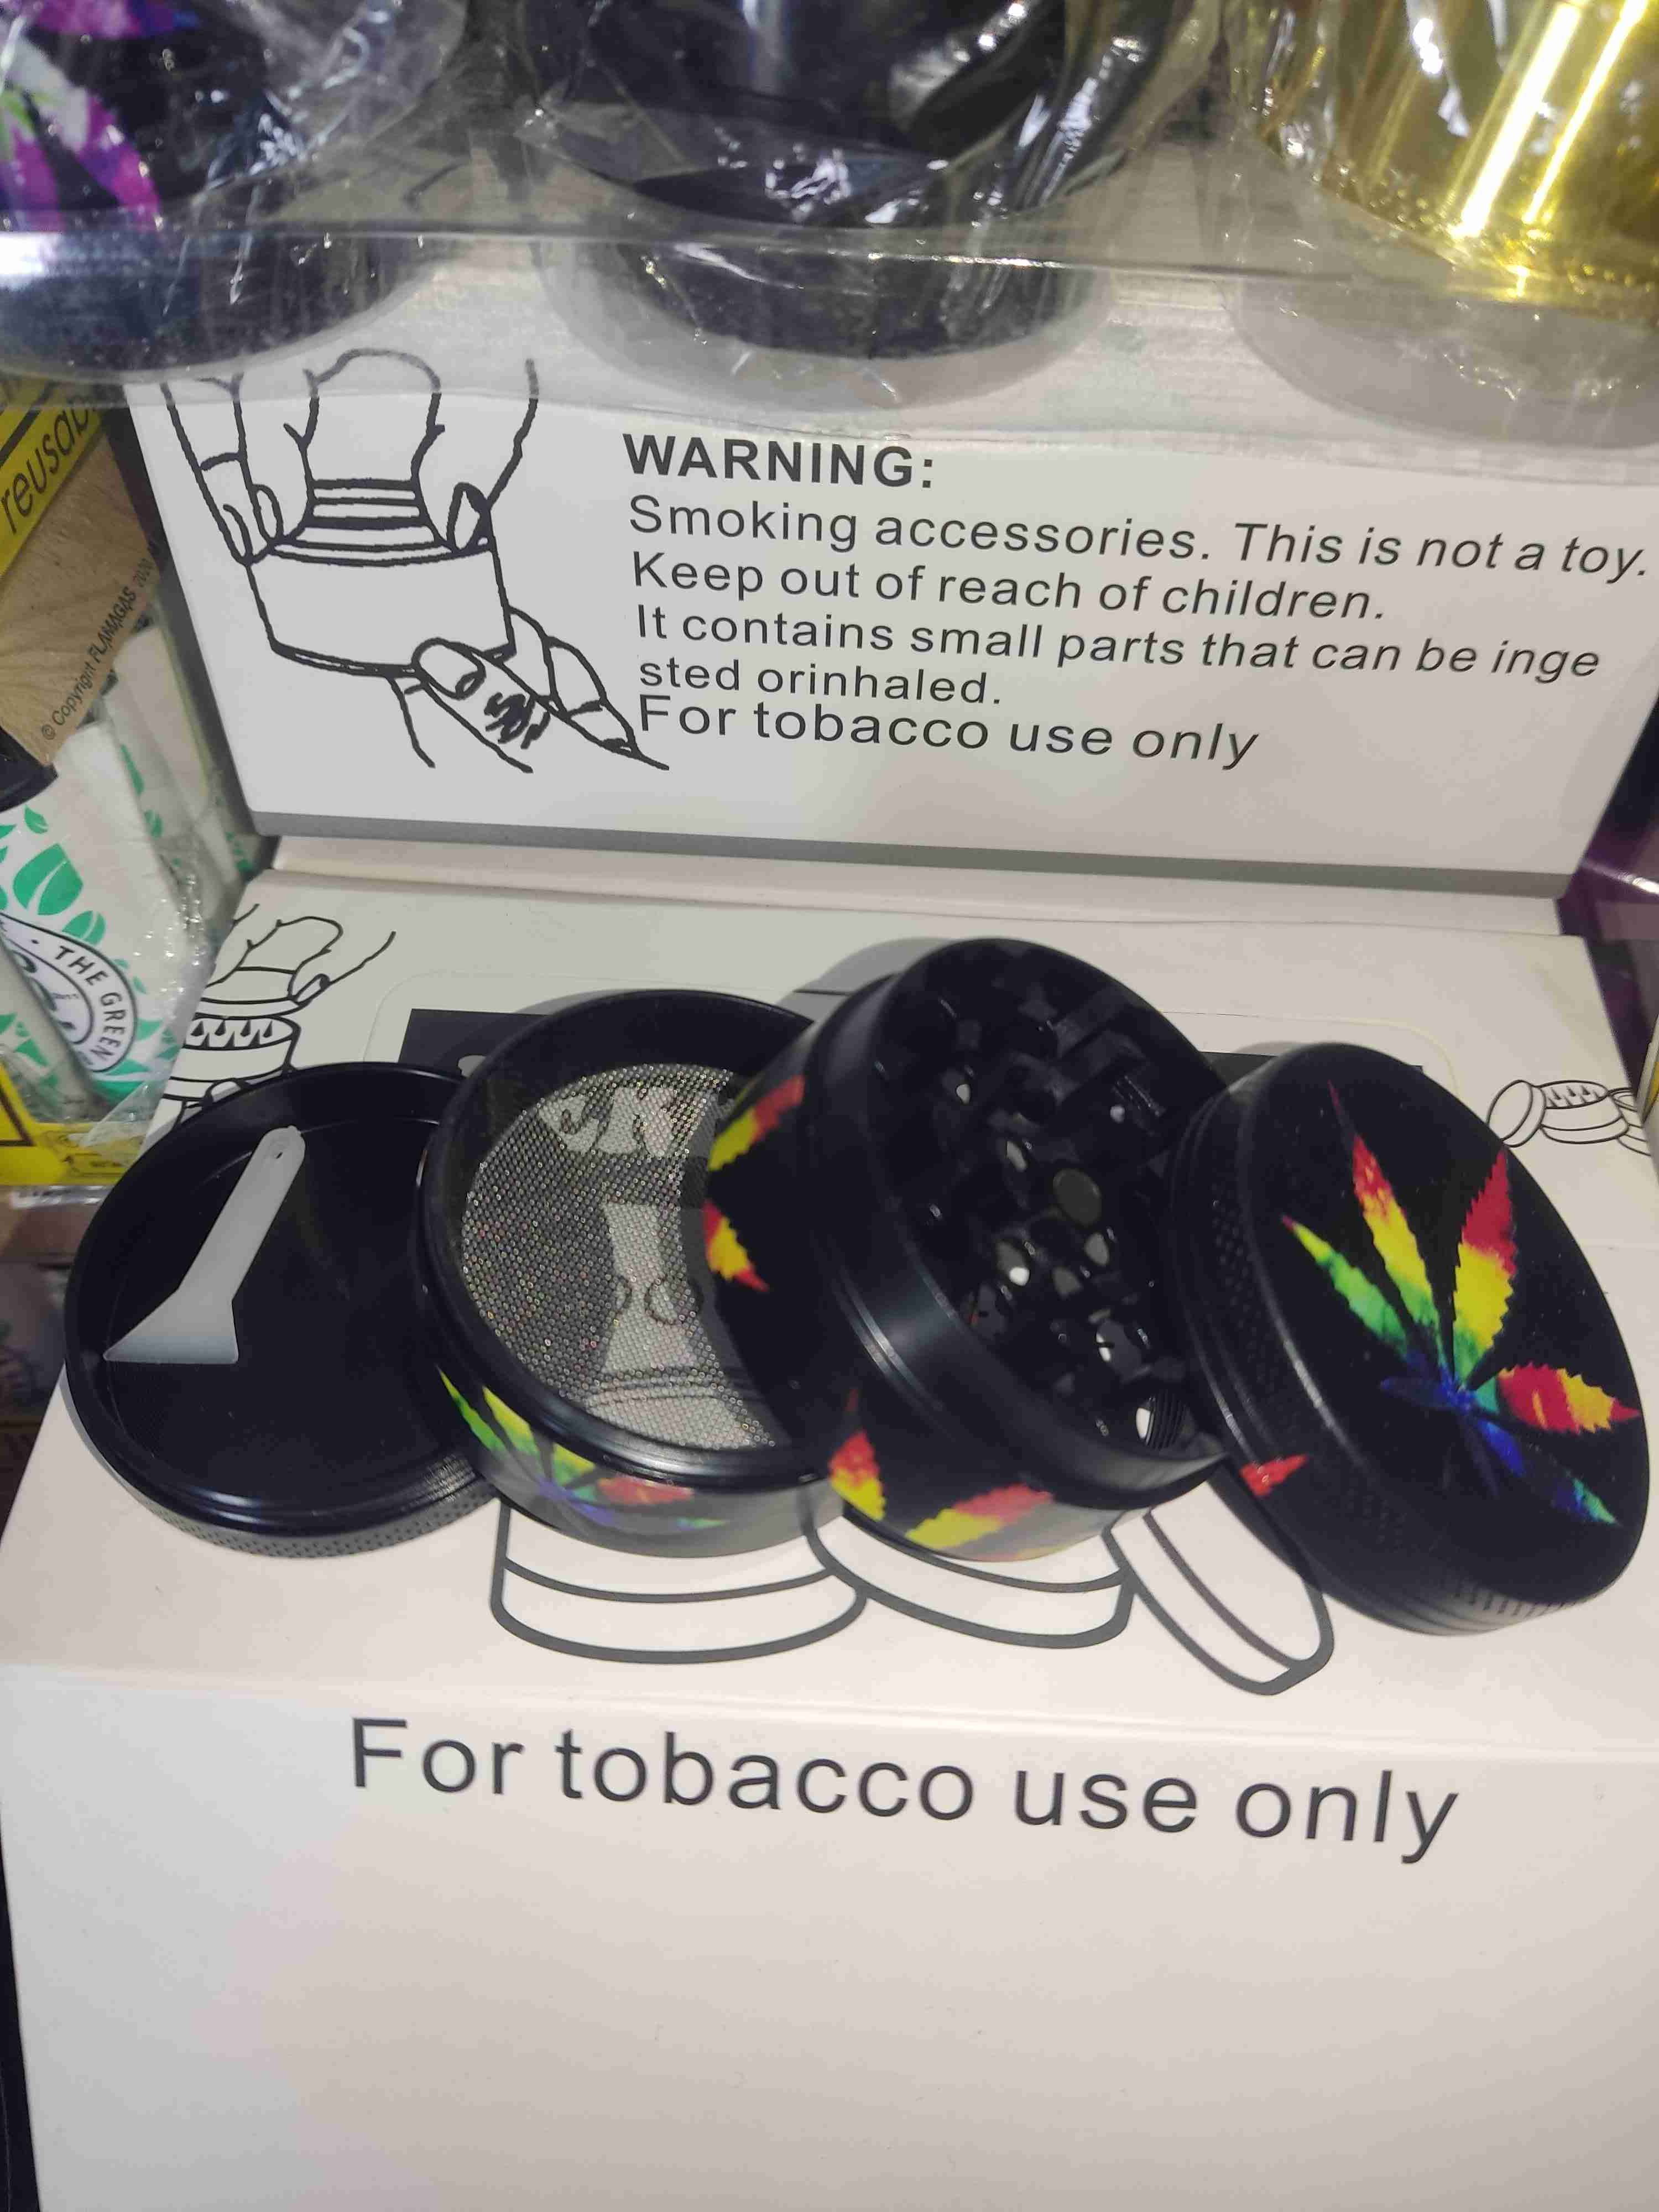 reusab
© Copyright FLAMAGAS 2020
WARNING:
Smoking accessories. This is not a toy.
Keep out of reach of children.
It contains small parts that can be inge
sted orinhaled.
For tobacco use only
THE GREEN
For tobacco use only